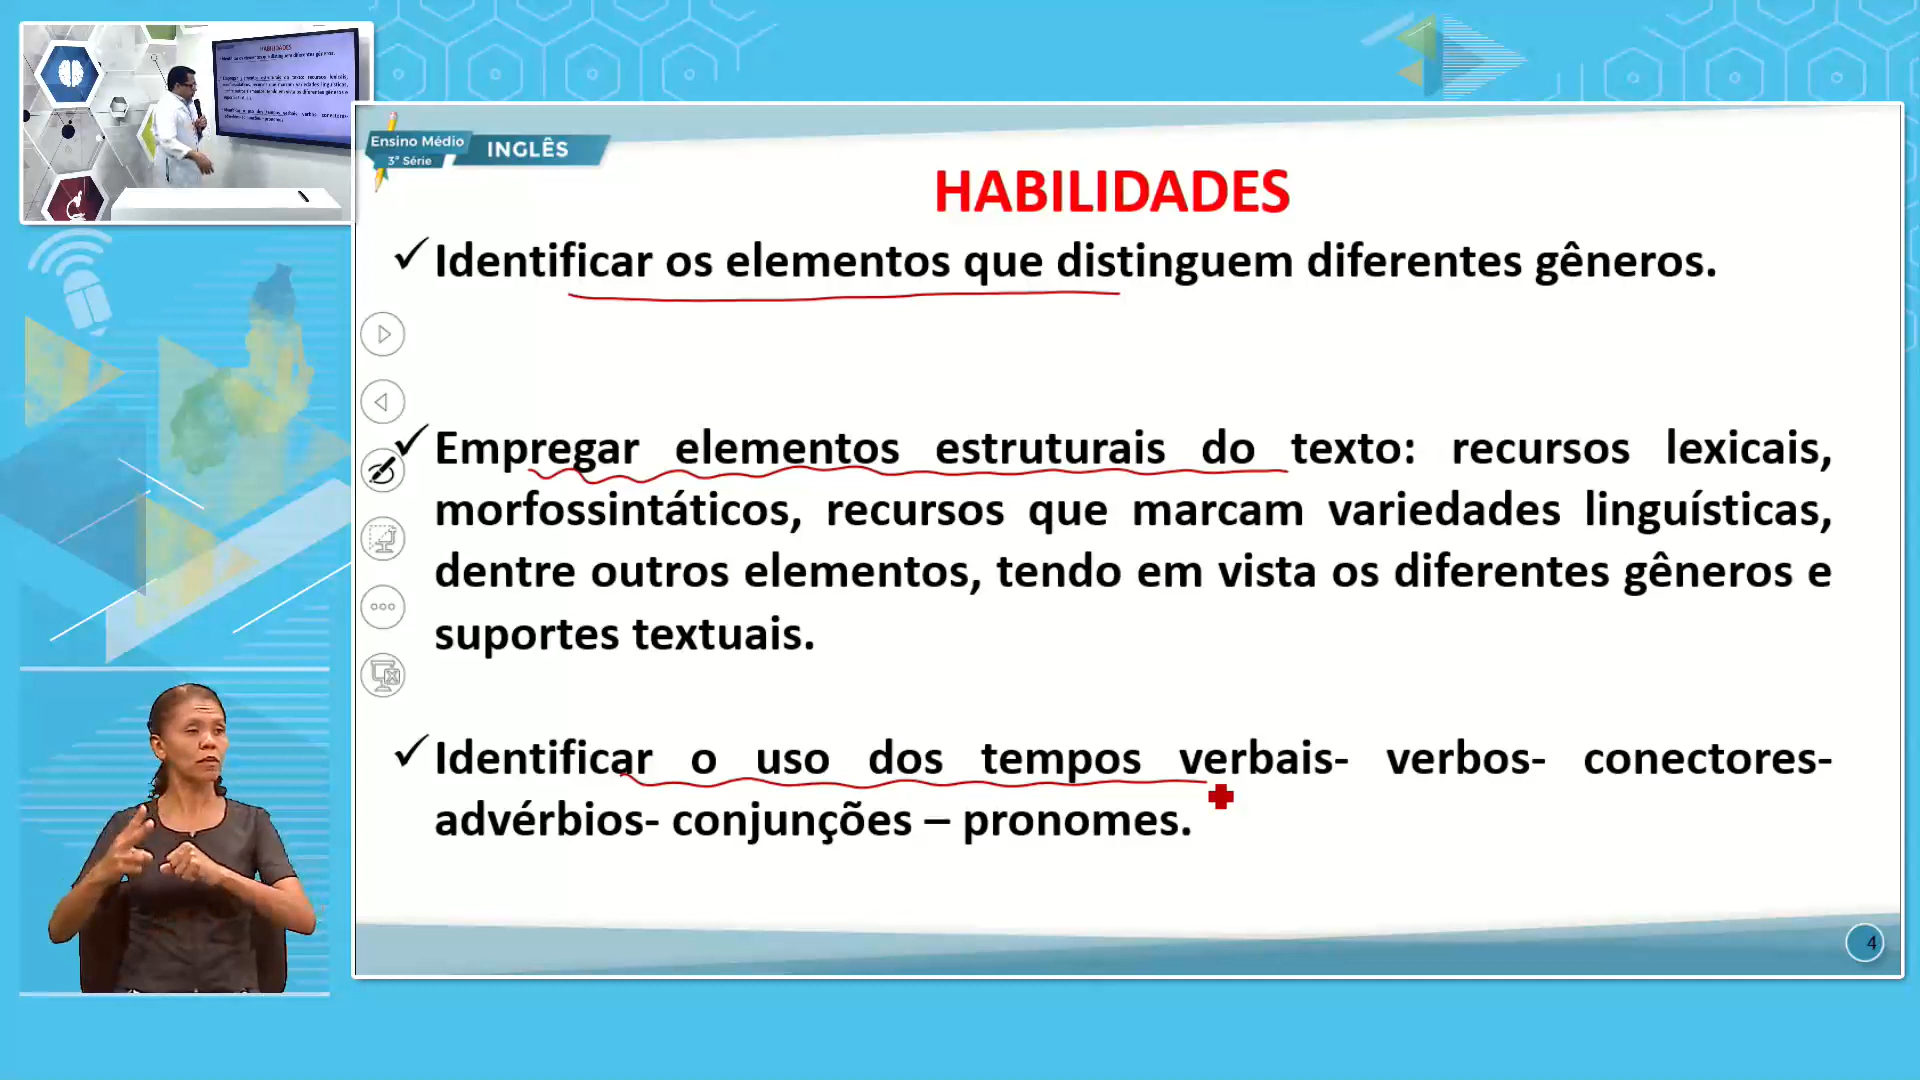 Ensino Médio
3ª Série
INGLÊS
HABILIDADES
Identificar os elementos que distinguem diferentes gêneros.
Empregar elementos estruturais do texto: recursos lexicais,
morfossintáticos, recursos que marcam variedades linguísticas,
dentre outros elementos, tendo em vista os diferentes gêneros e
suportes textuais.
Identificar o uso dos tempos verbais- verbos- conectores-
advérbios- conjunções – pronomes.
4
HABILIDADES